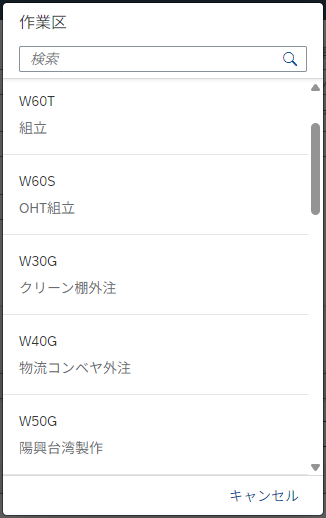 作業区
検索
W60T
組立
W60S
OHT組立
W30G
クリーン棚外注
W40G
物流コンベヤ外注
W50G
陽興台湾製作
キャンセル